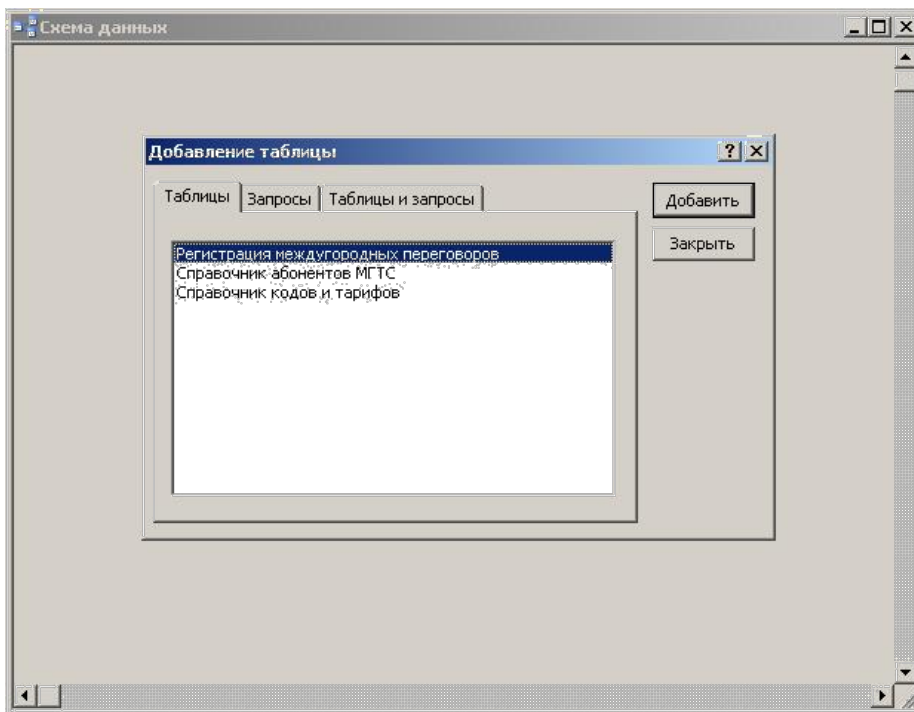 Схема данных
Добавление таблицы
Таблицы Запросы Таблицы и запросы
Добавить
Закрыть
Регистрация междугородных переговоров
Справочник абонентов МГТС
Справочник кодов и тарифов